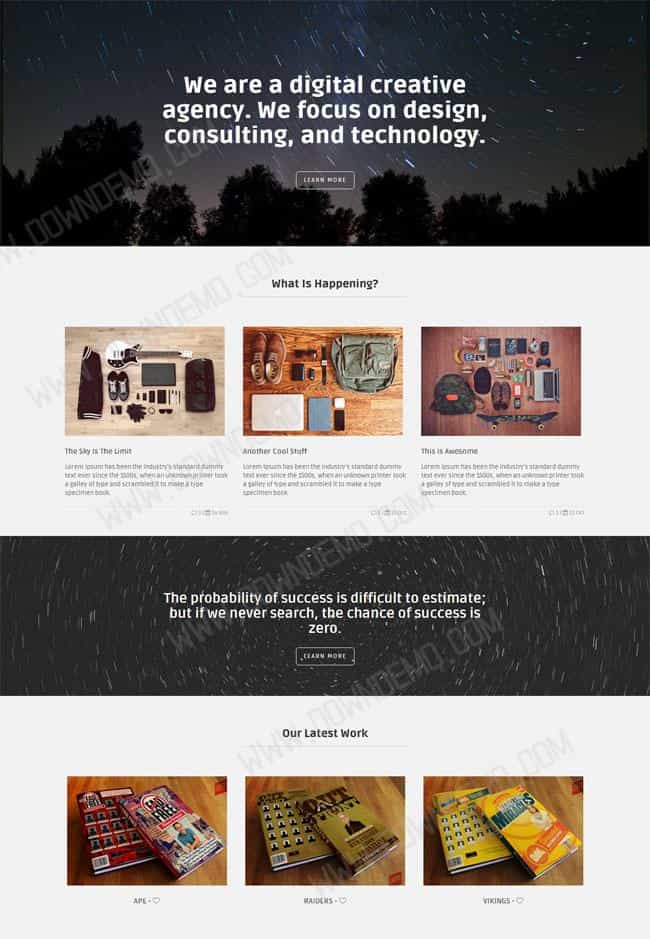 We are a digital creative
agency. We focus on design,
consulting, and technology.
LEARN MORE
WWW.DOWNDEMO.COM
What Is Happening?
The Sky Is The Limit
Lorem Ipsum has been the industry's standard dummy
text ever since the 1500s, when an unknown printer took
a galley of type and scrambled it to make a type
specimen book.
Another Cool Stuff
Lorem Ipsum has been the industry's standard dummy
text ever since the 1500s, when an unknown printer took
a galley of type and scrambled it to make a type
specimen book.
This Is Awesome
Lorem Ipsum has been the industry's standard dummy
text ever since the 1500s, when an unknown printer took
a galley of type and scrambled it to make a type
specimen book.
The probability of success is difficult to estimate;
but if we never search, the chance of success is
zero.
LEARN MORE
Our Latest Work
APE -
RAIDERS -
VIKINGS -